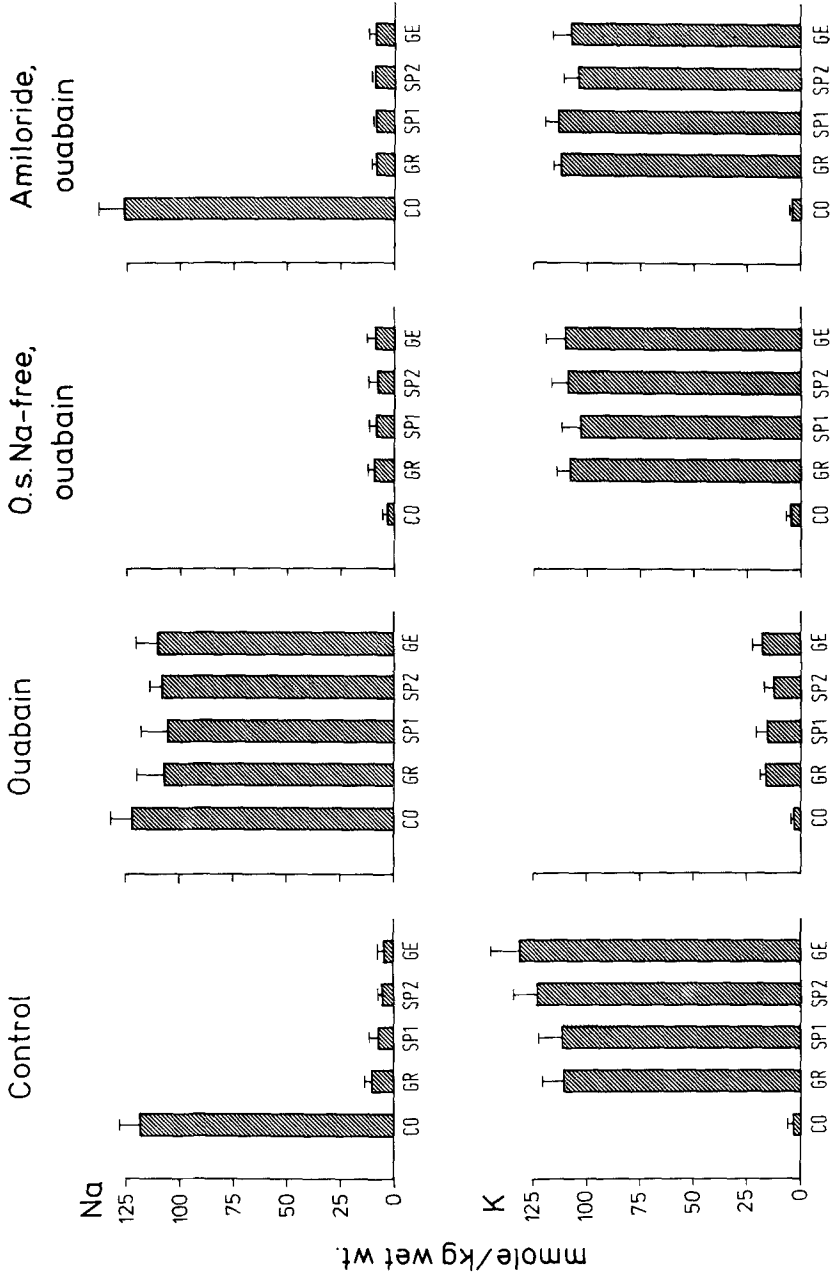 Control
Ouabain
O.s. Na-free,
ouabain
Amiloride,
ouabain
mmole/kg wet wt.
Na
125
100
75
50
25
0
CO GR SP1 SP2 GE
CO GR SP1 SP2 GE
CO GR SP1 SP2 GE
CO GR SP1 SP2 GE
K
125
100
75
50
25
0
CO GR SP1 SP2 GE
CO GR SP1 SP2 GE
CO GR SP1 SP2 GE
CO GR SP1 SP2 GE